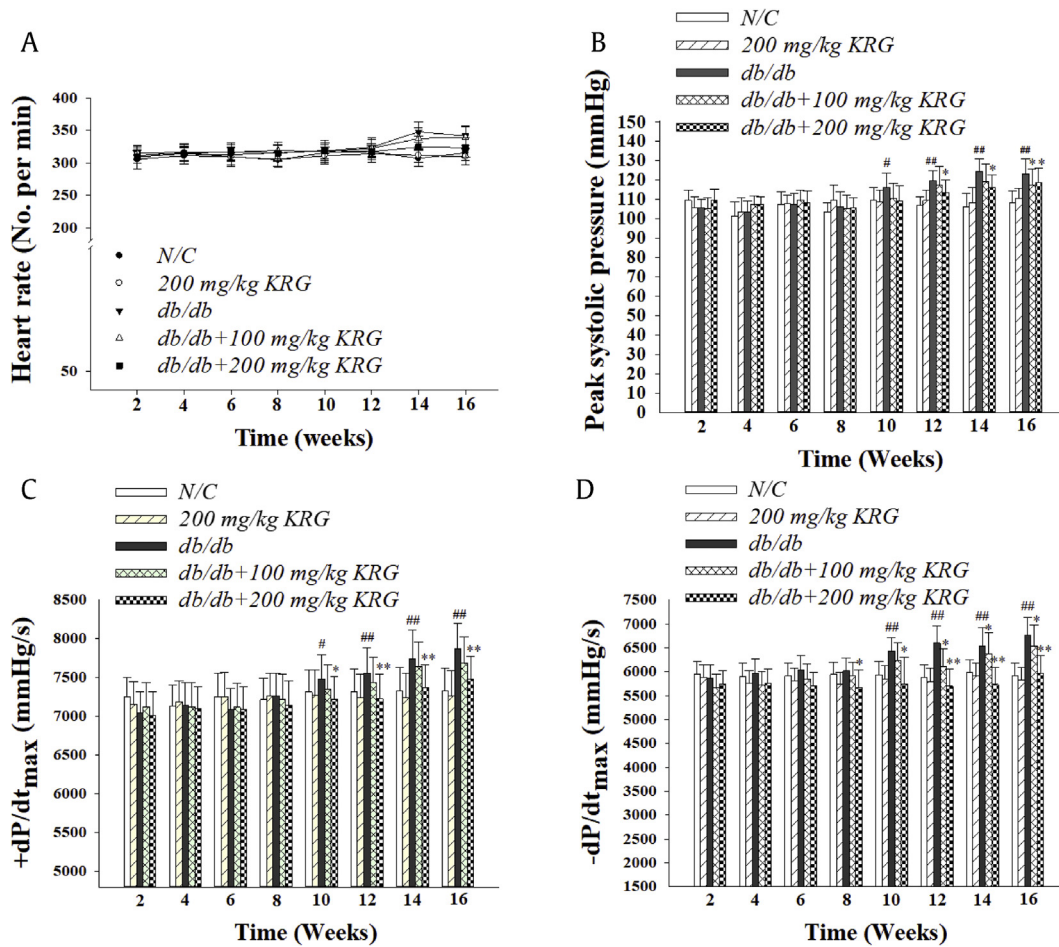 A
Heart rate (No. per min)
400
350
300
250
200
50
N/C
200 mg/kg KRG
db/db
db/db+100 mg/kg KRG
db/db+200 mg/kg KRG
2 4 6 8 10 12 14 16
Time (weeks)
B
N/C
200 mg/kg KRG
db/db
db/db+100 mg/kg KRG
db/db+200 mg/kg KRG
Peak systolic pressure (mmHg)
150
140
130
120
110
100
90
80
70
60
50
40
30
20
10
0
# ## * ## * ## **
2 4 6 8 10 12 14 16
Time (Weeks)
C
N/C
200 mg/kg KRG
db/db
db/db+100 mg/kg KRG
db/db+200 mg/kg KRG
+dP/dtmax (mmHg/s)
8500
8000
7500
7000
6500
6000
5500
5000
# * ## ** ## ** ## **
2 4 6 8 10 12 14 16
Time (Weeks)
D
N/C
200 mg/kg KRG
db/db
db/db+100 mg/kg KRG
db/db+200 mg/kg KRG
-dP/dtmax (mmHg/s)
7500
7000
6500
6000
5500
5000
4500
4000
3500
3000
2500
2000
1500
* ## * ## * ** ## * ** ## * **
2 4 6 8 10 12 14 16
Time (Weeks)